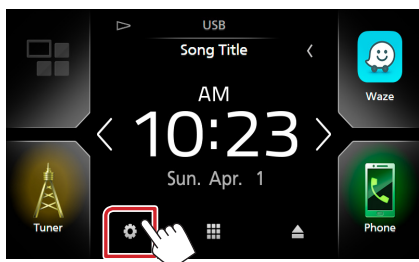 USB
Song Title
AM
10:23
Sun. Apr. 1
Waze
Tuner
Phone